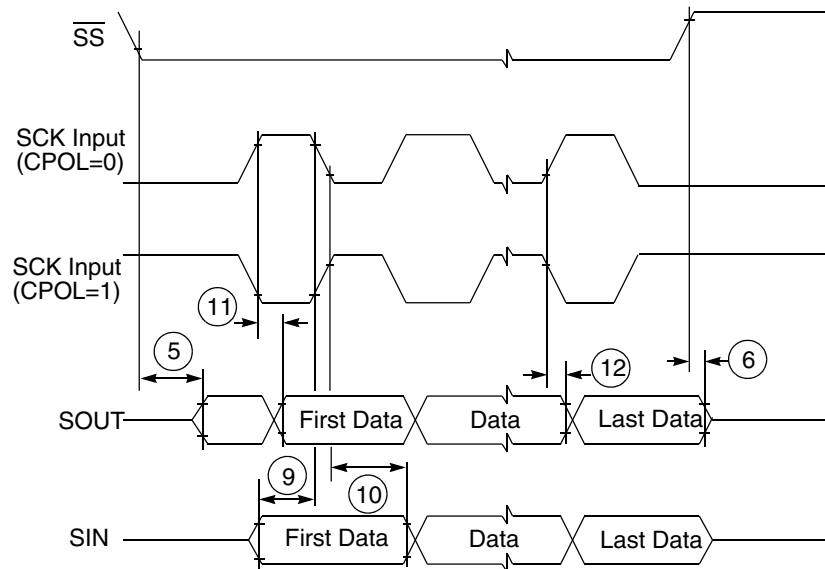 SS
SCK Input
(CPOL=0)
SCK Input
(CPOL=1)
11
5
12
6
SOUT
First Data
Data
Last Data
9
10
SIN
First Data
Data
Last Data